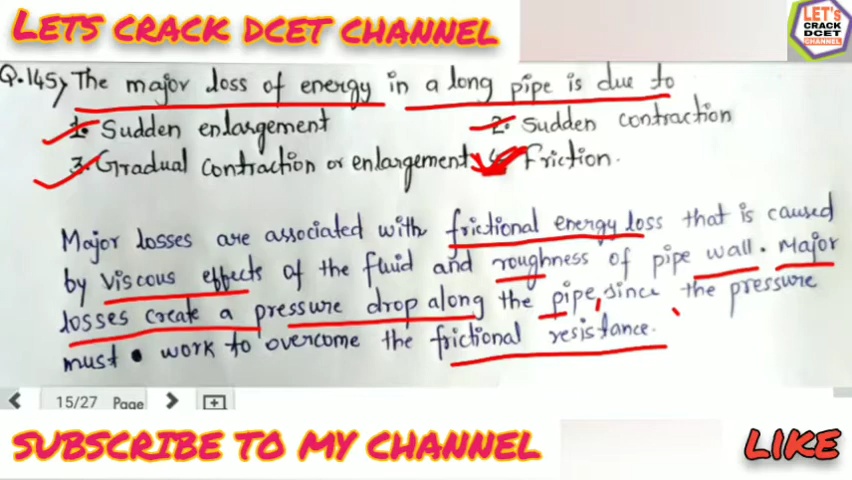 LETS CRACK DCET CHANNEL
LET'S
CRACK
DCET
CHANNEL
Q.145) The major loss of energy in a long pipe is due to
1. Sudden enlargement 2. Sudden contraction
3. Gradual contraction or enlargement 4. Friction.
Major losses are associated with frictional energy loss that is caused
by viscous effects of the fluid and roughness of pipe wall. Major
losses create a pressure drop along the pipe, since the pressure
must work to overcome the frictional resistance.
15/27 Page
SUBSCRIBE TO MY CHANNEL LIKE